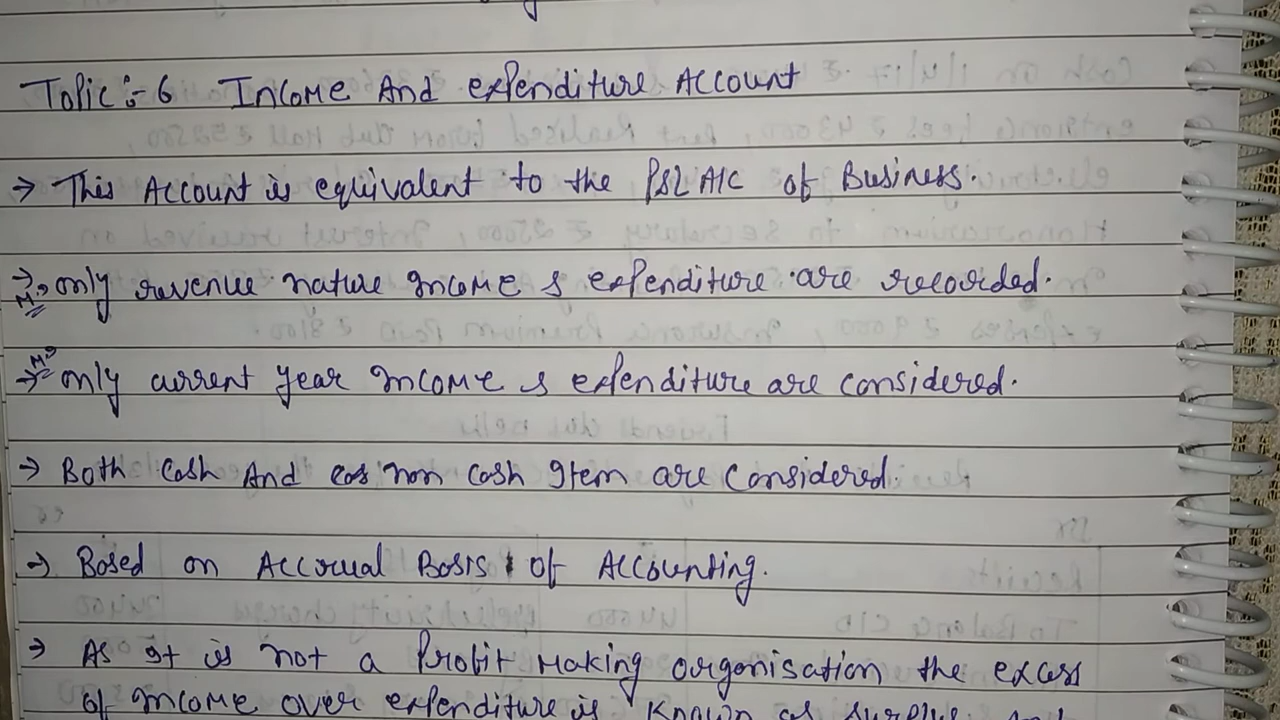 Topic :- 6 Income And expenditure Account
→ This Account is equivalent to the P&L A/C of Business.
→ only revenue nature Income & expenditure are recorded.
→ only current year Income & expenditure are considered.
→ Both Cash And non cash Item are Considered.
→ Based on Accrual Basis of Accounting.
→ As It is not a Profit Making organisation the excess
of Income over expenditure is known as surplus and